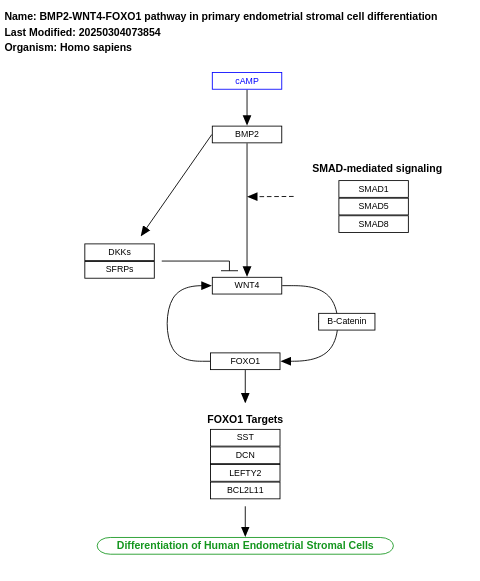 Name: BMP2-WNT4-FOXO1 pathway in primary endometrial stromal cell differentiation
Last Modified: 20250304073854
Organism: Homo sapiens
cAMP
BMP2
SMAD-mediated signaling
SMAD1
SMAD5
SMAD8
DKKs
SFRPs
WNT4
B-Catenin
FOXO1
FOXO1 Targets
SST
DCN
LEFTY2
BCL2L11
Differentiation of Human Endometrial Stromal Cells